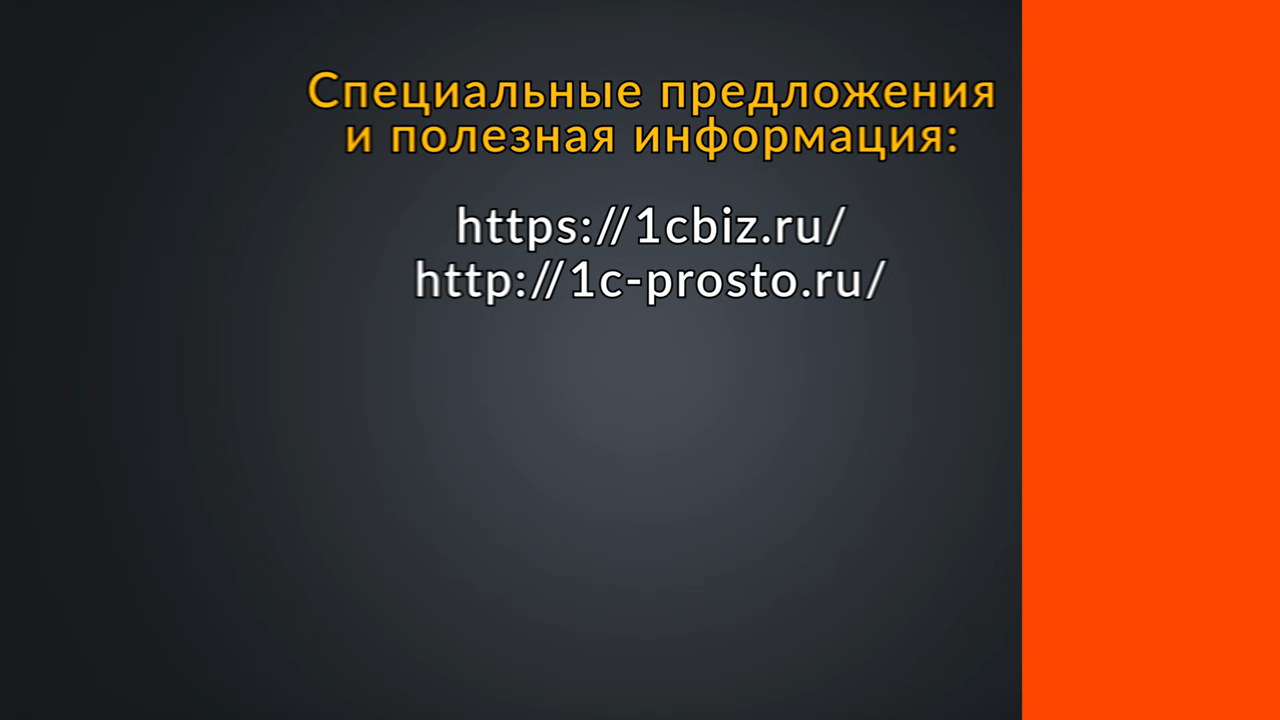 Специальные предложения
и полезная информация:
https://1cbiz.ru/
http://1c-prosto.ru/